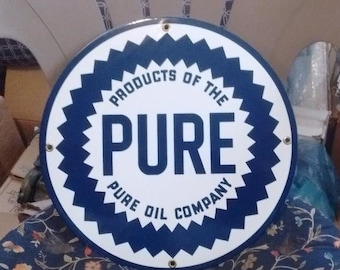 PRODUCTS OF THE
PURE
PURE OIL COMPANY